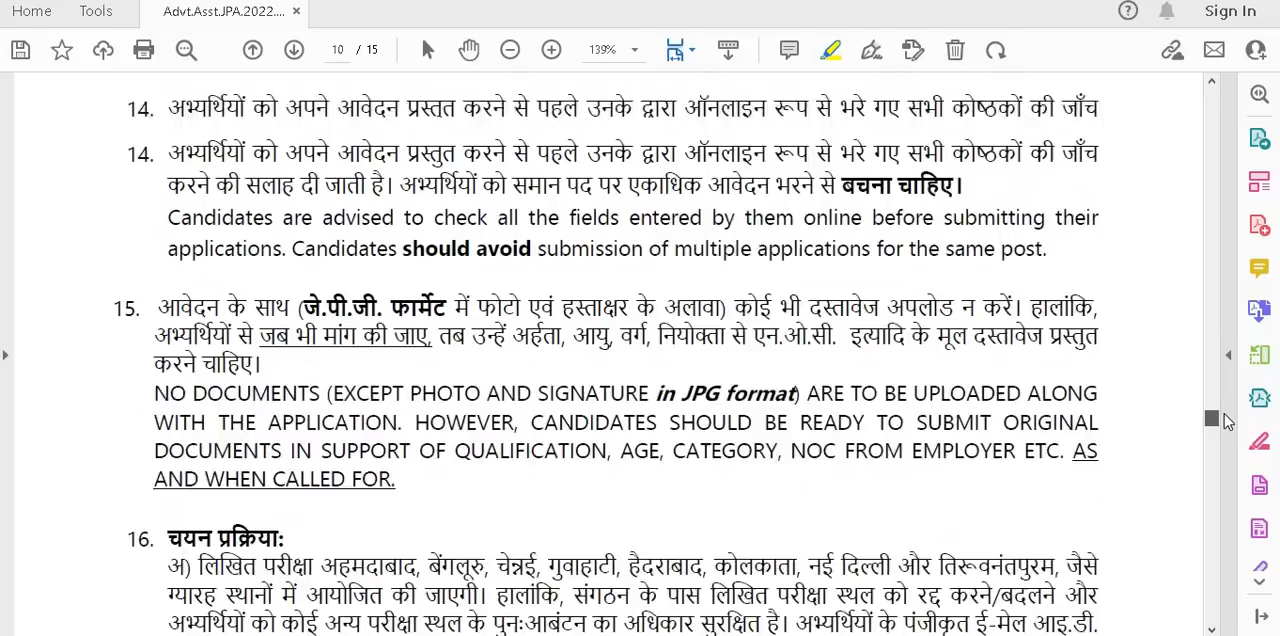 Home
Tools
Advt.Asst.JPA.2022.... ×
Sign In
10 / 15
139%
14. अभ्यर्थियों को अपने आवेदन प्रस्तुत करने से पहले उनके द्वारा ऑनलाइन रूप से भरे गए सभी कोष्ठकों की जाँच
14. अभ्यर्थियों को अपने आवेदन प्रस्तुत करने से पहले उनके द्वारा ऑनलाइन रूप से भरे गए सभी कोष्ठकों की जाँच
करने की सलाह दी जाती है। अभ्यर्थियों को समान पद पर एकाधिक आवेदन भरने से बचना चाहिए।
Candidates are advised to check all the fields entered by them online before submitting their
applications. Candidates should avoid submission of multiple applications for the same post.
15. आवेदन के साथ (जे.पी.जी. फार्मेट में फोटो एवं हस्ताक्षर के अलावा) कोई भी दस्तावेज अपलोड न करें। हालांकि,
अभ्यर्थियों से जब भी मांग की जाए, तब उन्हें अर्हता, आयु, वर्ग, नियोक्ता से एन.ओ.सी. इत्यादि के मूल दस्तावेज प्रस्तुत
करने चाहिए।
NO DOCUMENTS (EXCEPT PHOTO AND SIGNATURE in JPG format) ARE TO BE UPLOADED ALONG
WITH THE APPLICATION. HOWEVER, CANDIDATES SHOULD BE READY TO SUBMIT ORIGINAL
DOCUMENTS IN SUPPORT OF QUALIFICATION, AGE, CATEGORY, NOC FROM EMPLOYER ETC. AS
AND WHEN CALLED FOR.
16. चयन प्रक्रिया:
अ) लिखित परीक्षा अहमदाबाद, बेंगलूरु, चेन्नई, गुवाहाटी, हैदराबाद, कोलकाता, नई दिल्ली और तिरूवनंतपुरम, जैसे
ग्यारह स्थानों में आयोजित की जाएगी। हालांकि, संगठन के पास लिखित परीक्षा स्थल को रद्द करने/बदलने और
अभ्यर्थियों को कोई अन्य परीक्षा स्थल के पुनःआबंटन का अधिकार सुरक्षित है। अभ्यर्थियों के पंजीकृत ई-मेल आइ.डी.